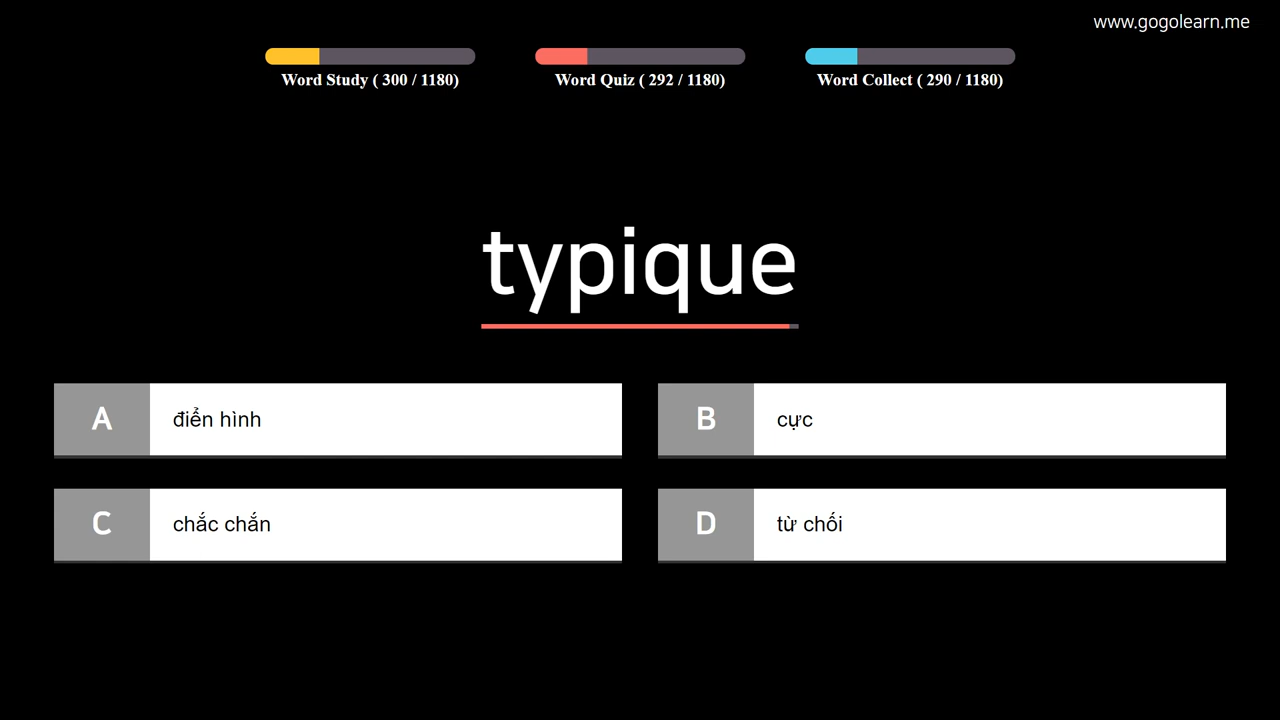 www.gogolearn.me
Word Study ( 300 / 1180)
Word Quiz ( 292 / 1180)
Word Collect ( 290 / 1180)
typique
A
điển hình
B
cực
C
chắc chắn
D
từ chối